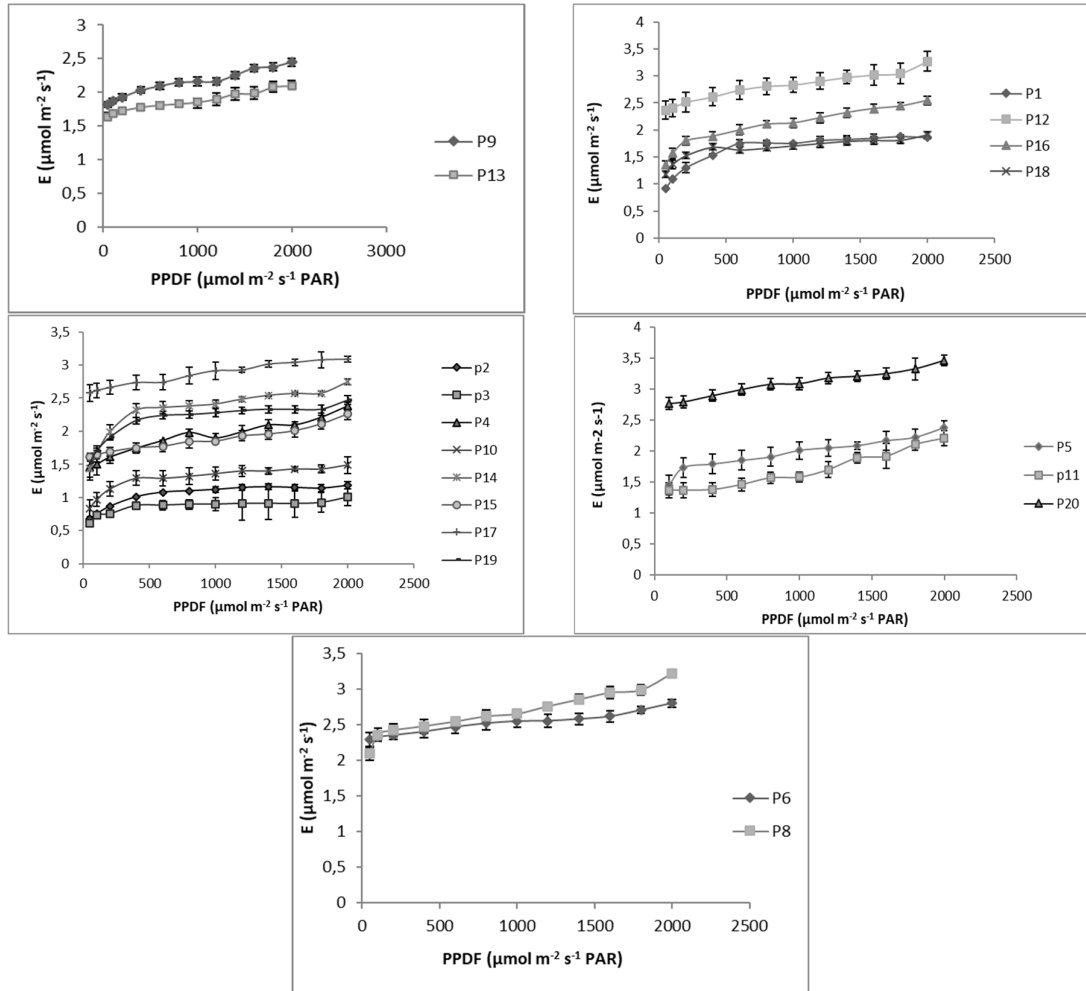 3
2,5
2
1,5
1
0,5
0
E (µmol m-2 s-1)
0 1000 2000 3000
PPDF (µmol m-2 s-1 PAR)
P9
P13
4
3,5
3
2,5
2
1,5
1
0,5
0
E (µmol m-2 s-1)
0 500 1000 1500 2000 2500
PPDF (µmol m-2 s-1 PAR)
P1
P12
P16
P18
3,5
3
2,5
2
1,5
1
0,5
0
E (µmol m-2 s-1)
0 500 1000 1500 2000 2500
PPDF (µmol m-2 s-1 PAR)
p2
p3
P4
P10
P14
P15
P17
P19
4
3,5
3
2,5
2
1,5
1
0,5
0
E (µmol m-2 s-1)
0 500 1000 1500 2000 2500
PPDF (µmol m-2 s-1 PAR)
P5
p11
P20
3,5
3
2,5
2
1,5
1
0,5
0
E (µmol m-2 s-1)
0 500 1000 1500 2000 2500
PPDF (µmol m-2 s-1 PAR)
P6
P8